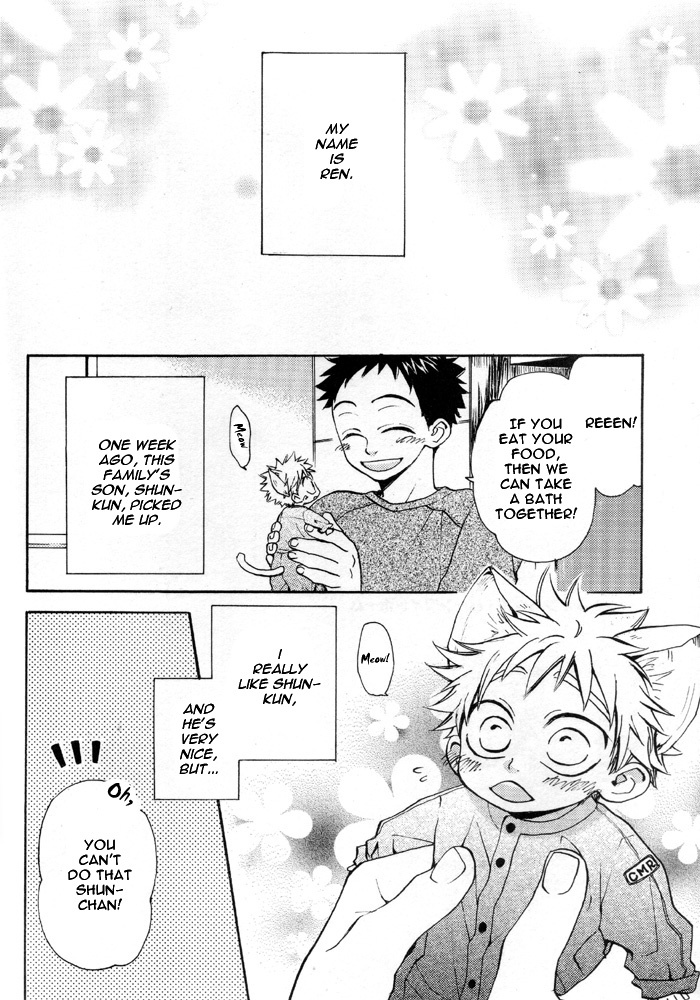 MY
NAME
IS
REN.
REEEN!
IF YOU
EAT YOUR
FOOD,
THEN WE
CAN TAKE
A BATH
TOGETHER!
Meow
ONE WEEK
AGO, THIS
FAMILY'S
SON, SHUN-
KUN, PICKED
ME UP.
Meow!
I
REALLY
LIKE SHUN-
KUN,
AND
HE'S
VERY
NICE,
BUT...
CMR
Oh,
YOU
CAN'T
DO THAT
SHUN-
CHAN!